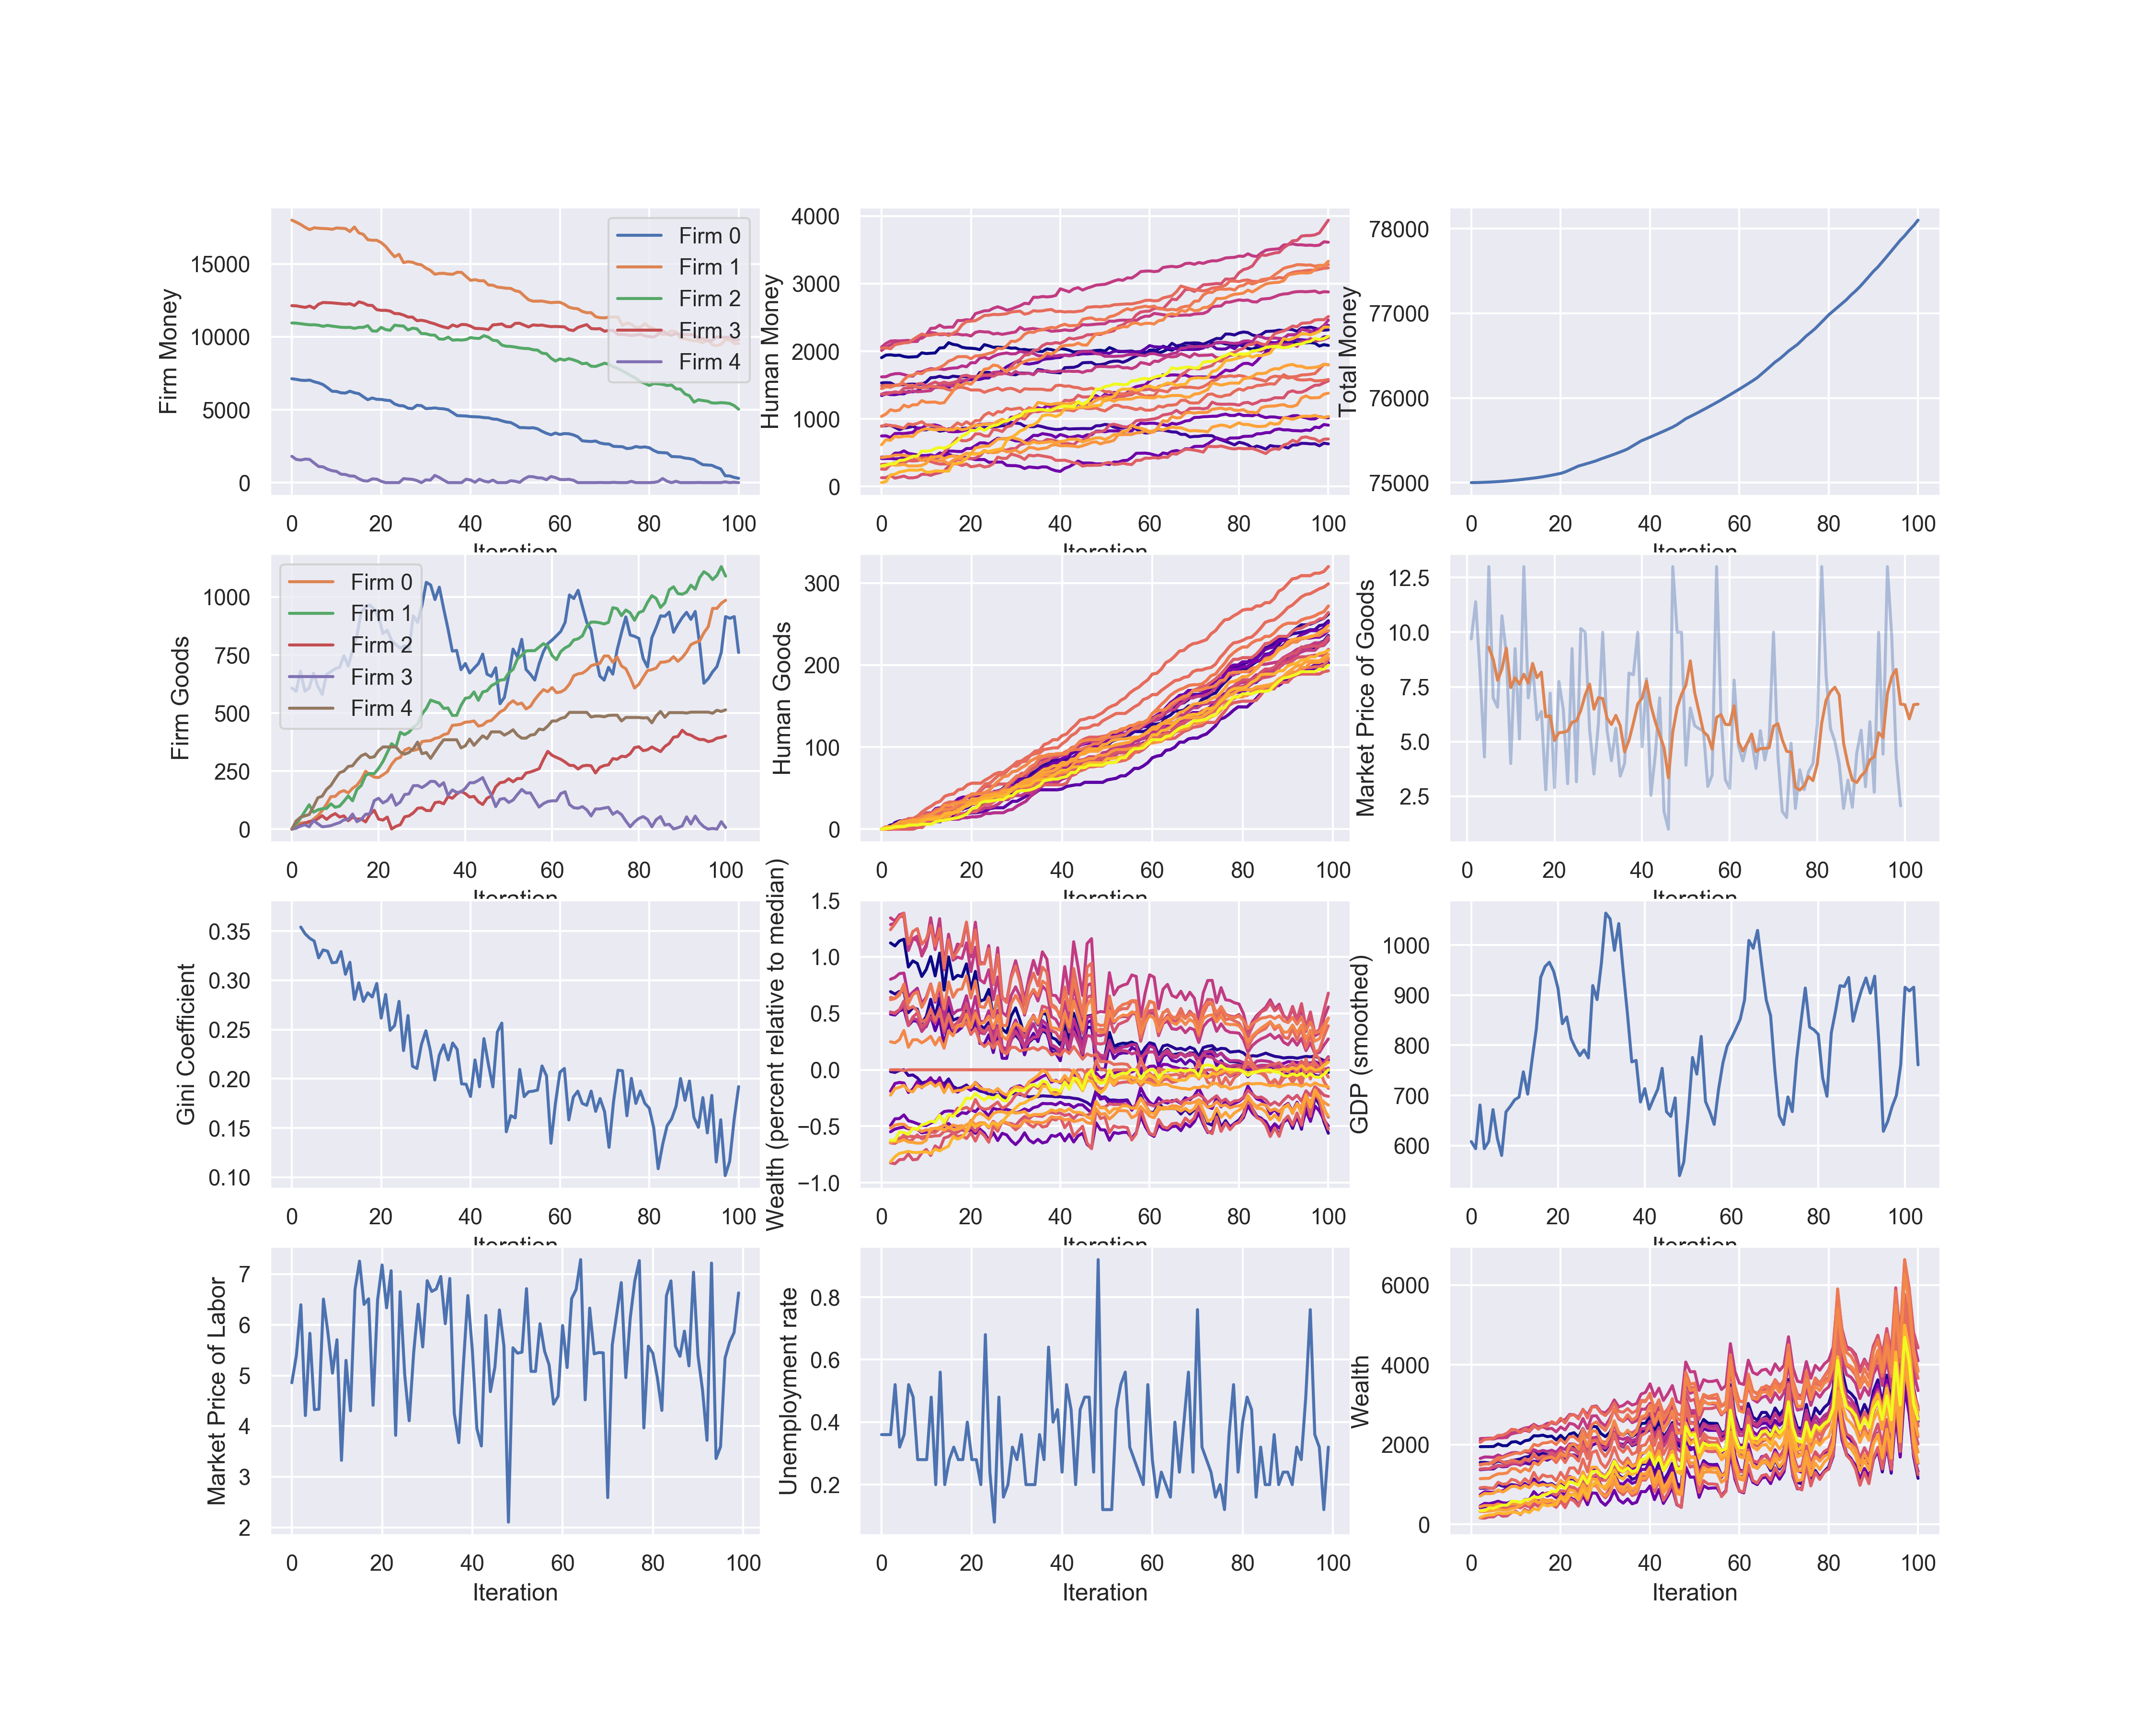 Firm Money
15000
10000
5000
0
0 20 40 60 80 100
Iteration
Firm 0
Firm 1
Firm 2
Firm 3
Firm 4
Human Money
4000
3000
2000
1000
0
0 20 40 60 80 100
Iteration
Total Money
78000
77000
76000
75000
0 20 40 60 80 100
Iteration
Firm Goods
1000
750
500
250
0
0 20 40 60 80 100
Iteration
Firm 0
Firm 1
Firm 2
Firm 3
Firm 4
Human Goods
300
200
100
0
0 20 40 60 80 100
Iteration
Market Price of Goods
12.5
10.0
7.5
5.0
2.5
0 20 40 60 80 100
Iteration
Gini Coefficient
0.35
0.30
0.25
0.20
0.15
0.10
0 20 40 60 80 100
Iteration
Wealth (percent relative to median)
1.5
1.0
0.5
0.0
−0.5
−1.0
0 20 40 60 80 100
Iteration
GDP (smoothed)
1000
900
800
700
600
0 20 40 60 80 100
Iteration
Market Price of Labor
7
6
5
4
3
2
0 20 40 60 80 100
Iteration
Unemployment rate
0.8
0.6
0.4
0.2
0 20 40 60 80 100
Iteration
Wealth
6000
4000
2000
0
0 20 40 60 80 100
Iteration